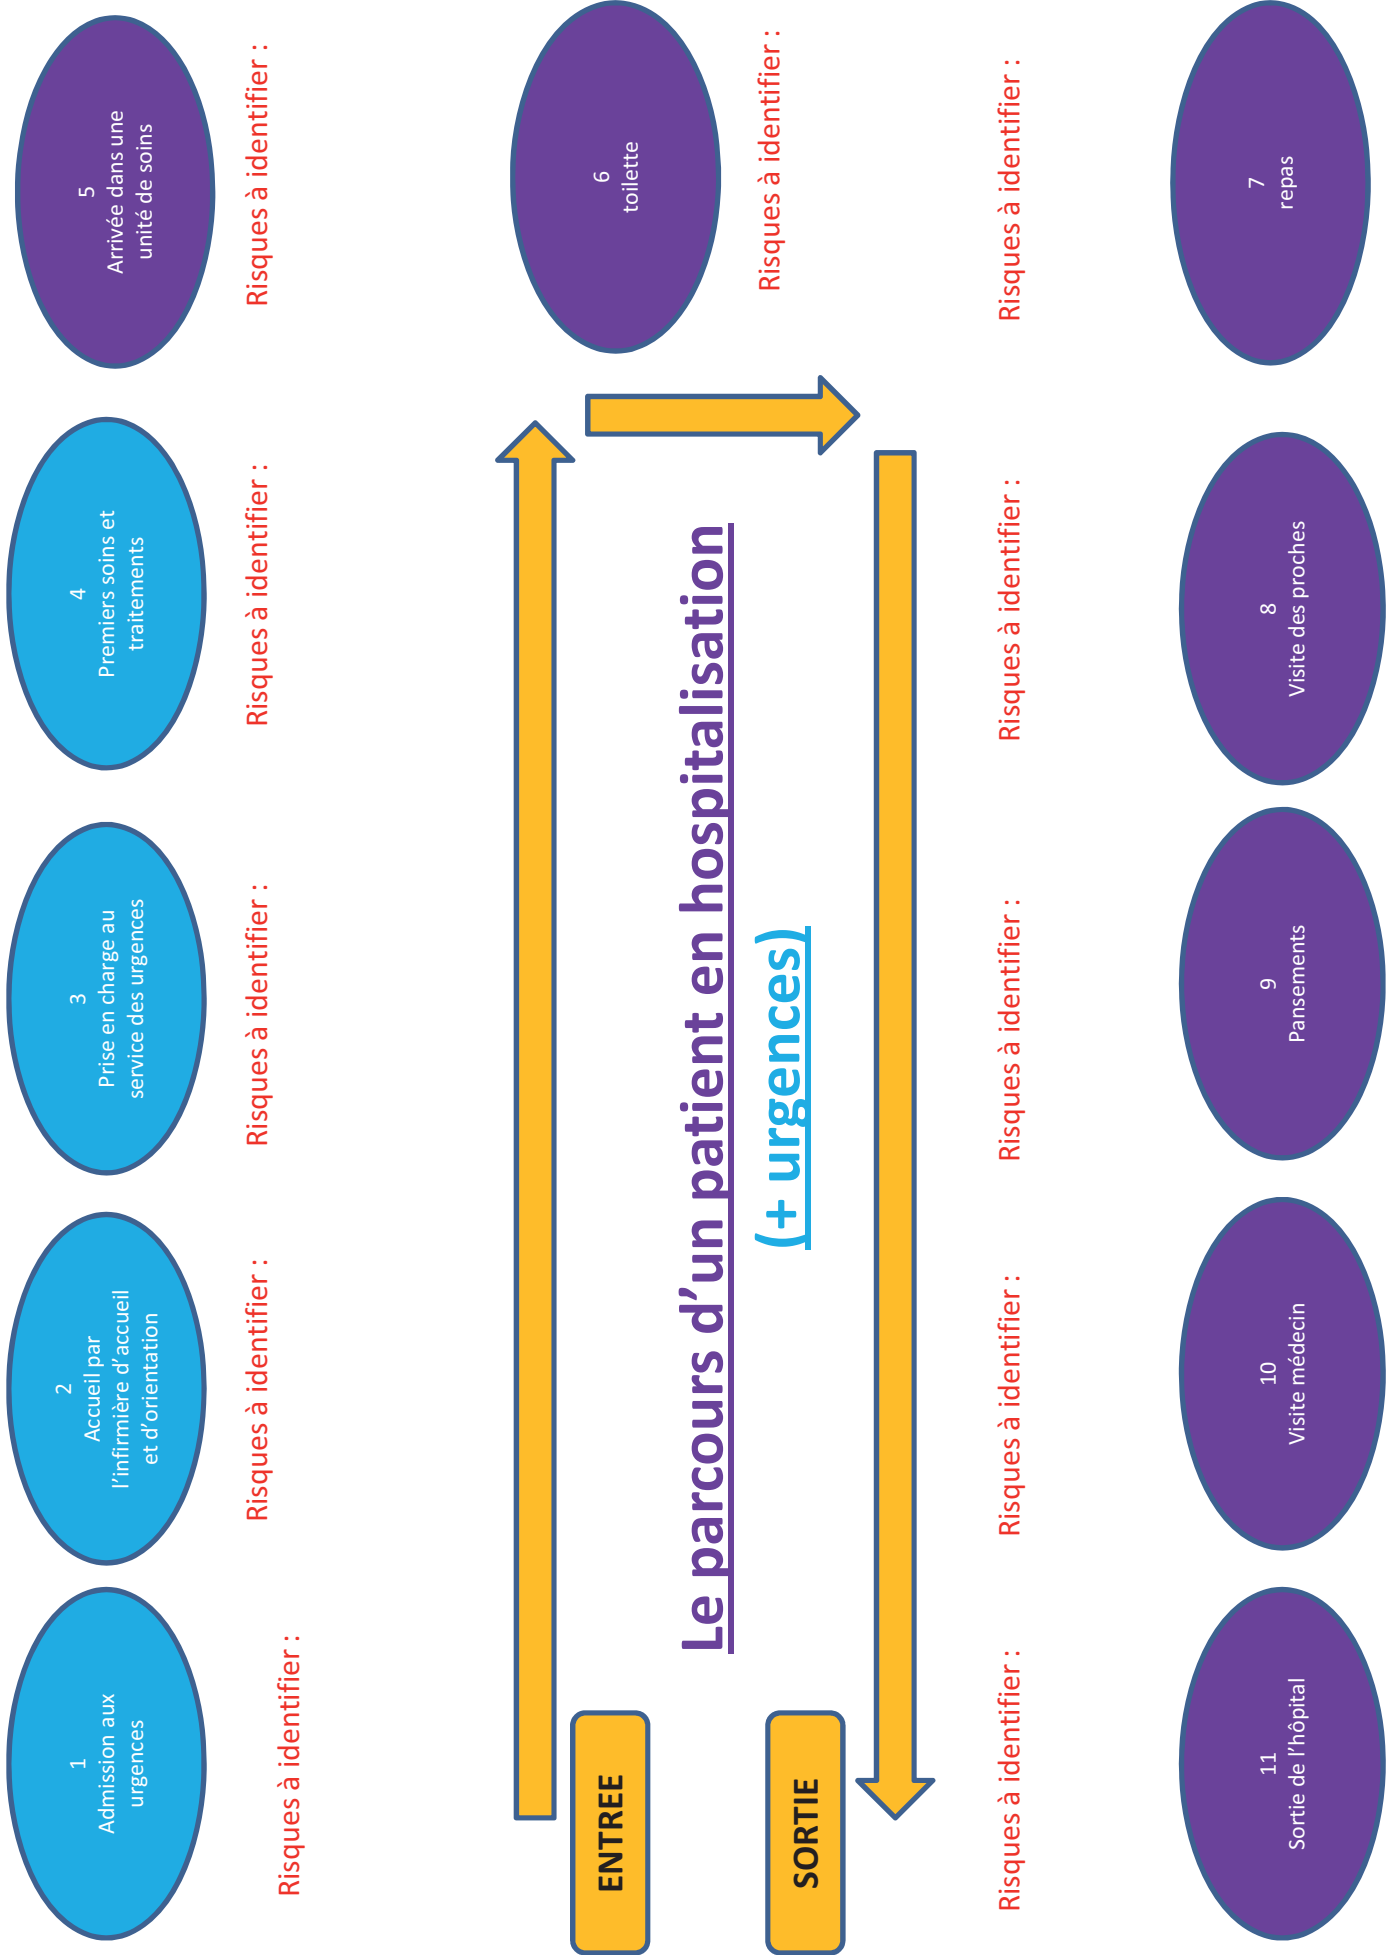 1
Admission aux
urgences
2
Accueil par
l’infirmière d’accueil
et d’orientation
3
Prise en charge au
service des urgences
4
Premiers soins et
traitements
5
Arrivée dans une
unité de soins
Risques à identifier :
Risques à identifier :
Risques à identifier :
Risques à identifier :
Risques à identifier :
6
toilette
Risques à identifier :
ENTREE
Le parcours d’un patient en hospitalisation
(+ urgences)
SORTIE
Risques à identifier :
Risques à identifier :
Risques à identifier :
Risques à identifier :
Risques à identifier :
7
repas
8
Visite des proches
9
Pansements
10
Visite médecin
11
Sortie de l’hôpital